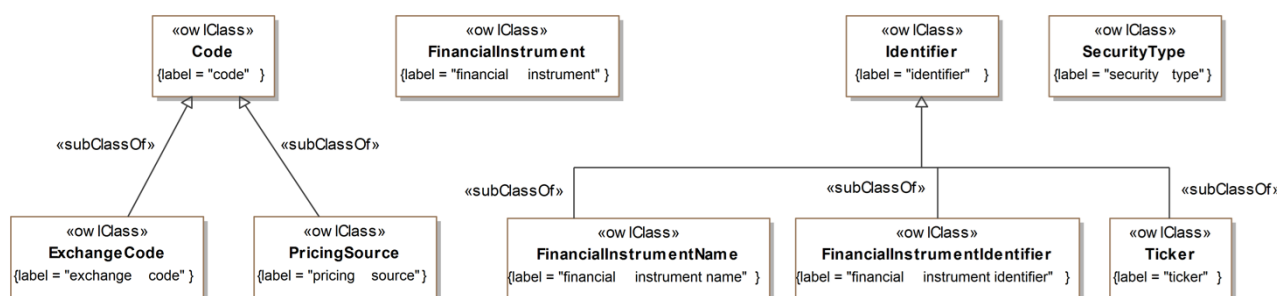 «owlClass» «owlClass» «owlClass» «owlClass»
Code FinancialInstrument Identifier SecurityType
{label = "code" } {label = "financial instrument" } {label = "identifier" } {label = "security type" }
«subClassOf» «subClassOf»
«subClassOf» «subClassOf» «subClassOf»
«owlClass» «owlClass» «owlClass» «owlClass» «owlClass»
ExchangeCode PricingSource FinancialInstrumentName FinancialInstrumentIdentifier Ticker
{label = "exchange code" } {label = "pricing source"} {label = "financial instrument name" } {label = "financial instrument identifier" } {label = "ticker" }